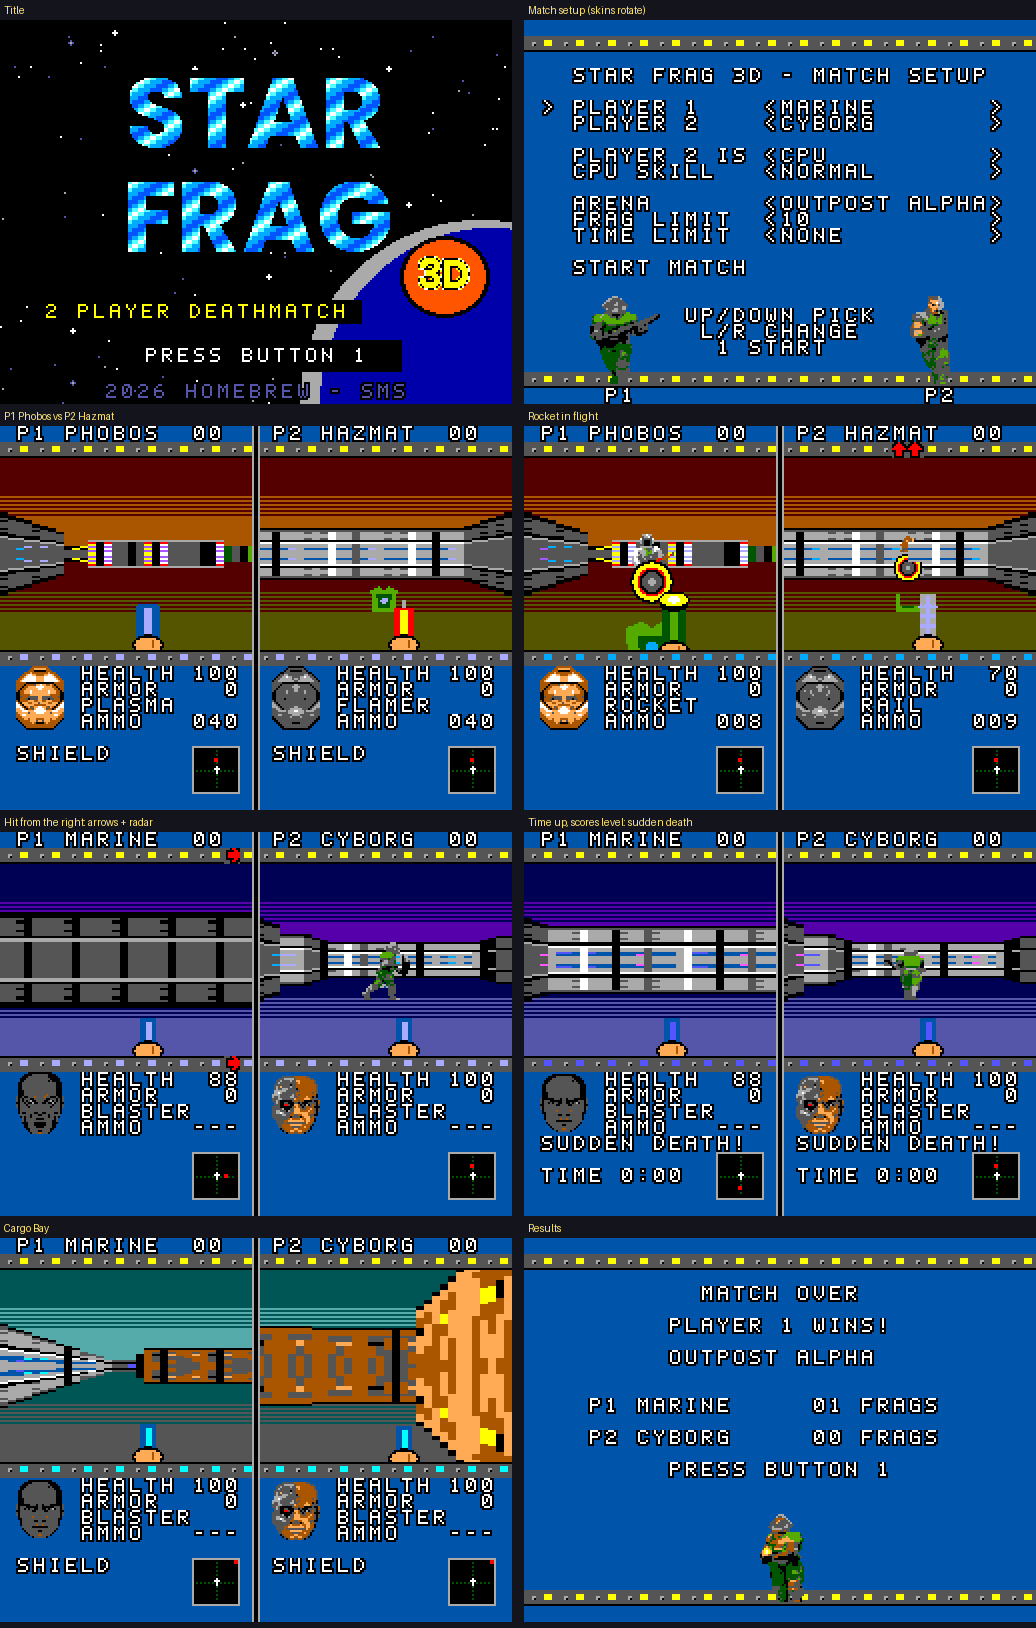 Title
STAR
FRAG
3D
2 PLAYER DEATHMATCH
PRESS BUTTON 1
2026 HOMEBREW - SMS
Match setup (skins rotate)
STAR FRAG 3D - MATCH SETUP
> PLAYER 1 <MARINE >
PLAYER 2 <CYBORG >
PLAYER 2 IS <CPU >
CPU SKILL <NORMAL >
ARENA <OUTPOST ALPHA>
FRAG LIMIT <10 >
TIME LIMIT <NONE >
START MATCH
UP/DOWN PICK
L/R CHANGE
1 START
P1 P2
P1 Phobos vs P2 Hazmat
P1 PHOBOS 00
HEALTH 100
ARMOR 0
PLASMA
AMMO 040
SHIELD
P2 HAZMAT 00
HEALTH 100
ARMOR 0
FLAMER
AMMO 040
SHIELD
Rocket in flight
P1 PHOBOS 00
HEALTH 100
ARMOR 0
ROCKET
AMMO 008
P2 HAZMAT 00
HEALTH 70
ARMOR 0
RAIL
AMMO 009
Hit from the right: arrows + radar
P1 MARINE 00
HEALTH 88
ARMOR 0
BLASTER
AMMO ---
P2 CYBORG 00
HEALTH 100
ARMOR 0
BLASTER
AMMO ---
Time up, scores level: sudden death
P1 MARINE 00
HEALTH 88
ARMOR 0
BLASTER
AMMO ---
SUDDEN DEATH!
TIME 0:00
P2 CYBORG 00
HEALTH 100
ARMOR 0
BLASTER
AMMO ---
SUDDEN DEATH!
TIME 0:00
Cargo Bay
P1 MARINE 00
HEALTH 100
ARMOR 0
BLASTER
AMMO ---
SHIELD
P2 CYBORG 00
HEALTH 100
ARMOR 0
BLASTER
AMMO ---
SHIELD
Results
MATCH OVER
PLAYER 1 WINS!
OUTPOST ALPHA
P1 MARINE 01 FRAGS
P2 CYBORG 00 FRAGS
PRESS BUTTON 1